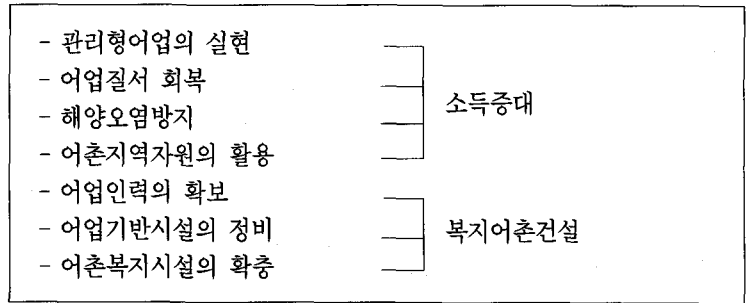 - 관리형어업의 실현
- 어업질서 회복
- 해양오염방지
소득증대
- 어촌지역자원의 활용
- 어업인력의 확보
- 어업기반시설의 정비
복지어촌건설
- 어촌복지시설의 확충